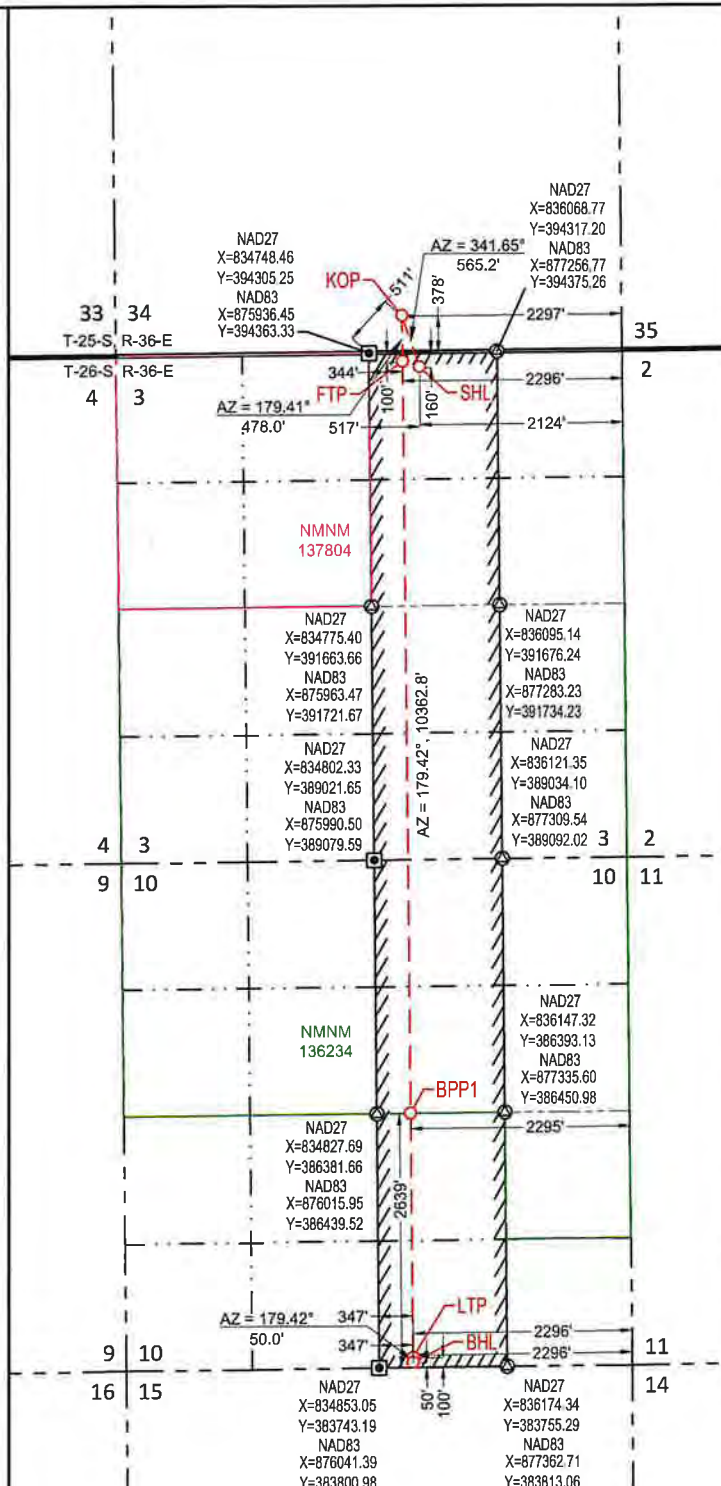 NAD27
X=836068.77
Y=394317.20
NAD83
X=877256.77
Y=394375.26
NAD27
X=834748.46
Y=394305.25
NAD83
X=875936.45
Y=394363.33
AZ = 341.65°
565.2'
KOP
511'
378'
2297'
33 34
35
T-25-S, R-36-E
T-26-S, R-36-E
4 3
2
344'
FTP
100'
160'
SHL
2296'
AZ = 179.41°
478.0'
517'
2124'
NMNM
137804
NAD27
X=834775.40
Y=391663.66
NAD83
X=875963.47
Y=391721.67
NAD27
X=836095.14
Y=391676.24
NAD83
X=877283.23
Y=391734.23
AZ = 179.42°, 10362.8'
NAD27
X=834802.33
Y=389021.65
NAD83
X=875990.50
Y=389079.59
NAD27
X=836121.35
Y=389034.10
NAD83
X=877309.54
Y=389092.02
4 3
9 10
3 2
10 11
NMNM
136234
NAD27
X=836147.32
Y=386393.13
NAD83
X=877335.60
Y=386450.98
BPP1
2295'
NAD27
X=834827.69
Y=386381.66
NAD83
X=876015.95
Y=386439.52
2639'
AZ = 179.42°
50.0'
347'
347'
LTP
BHL
2296'
2296'
50'
100'
9 10
16 15
11
14
NAD27
X=834853.05
Y=383743.19
NAD83
X=876041.39
Y=383800.98
NAD27
X=836174.34
Y=383755.29
NAD83
X=877362.71
Y=383813.06